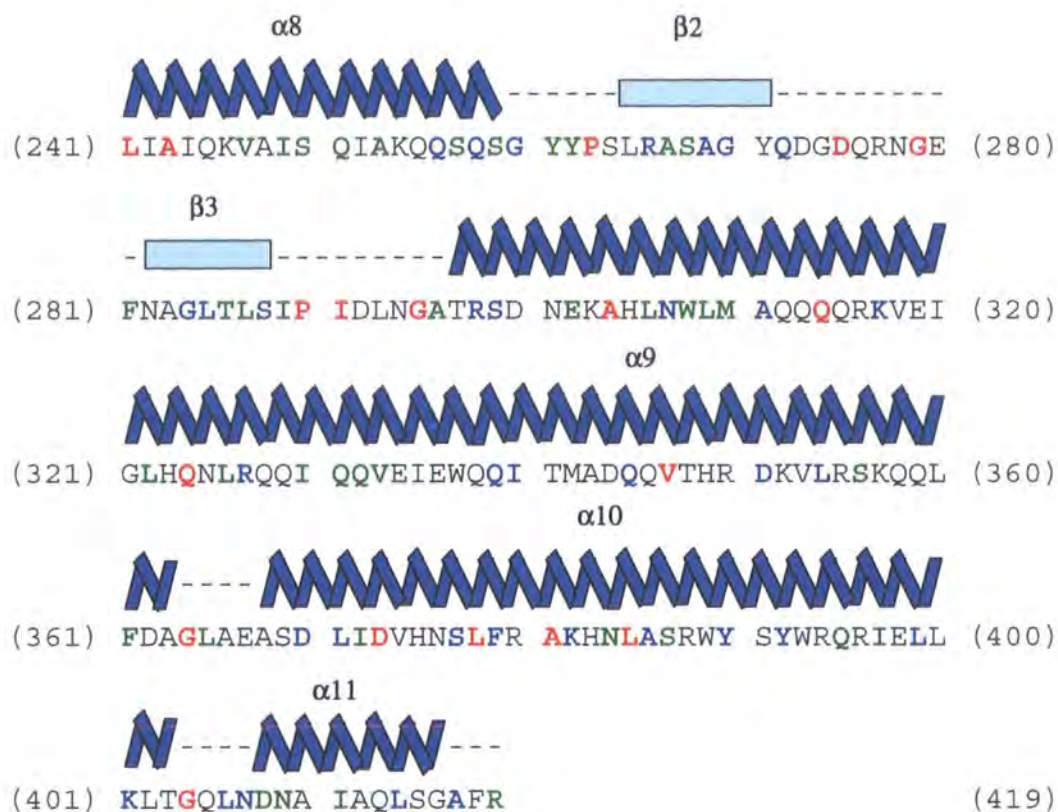 α8 β2
(241) LIAIQKVAIS QIAKQQSQSG YYPSLRASAG YQDGDQRNGE (280)
β3
(281) FNAGLTLSIP IDLNGATRSD NEKAHLNWLM AQQQQRKVEI (320)
α9
(321) GLHQNLRQQI QQVEIEWQQI TMADQQVTHR DKVLRSKQQL (360)
α10
(361) FDAGLAEASD LIDVHNSLFR AKHNLASRWY SYWRQRIELL (400)
α11
(401) KLTGQLNDNA IAQLSGAFR (419)